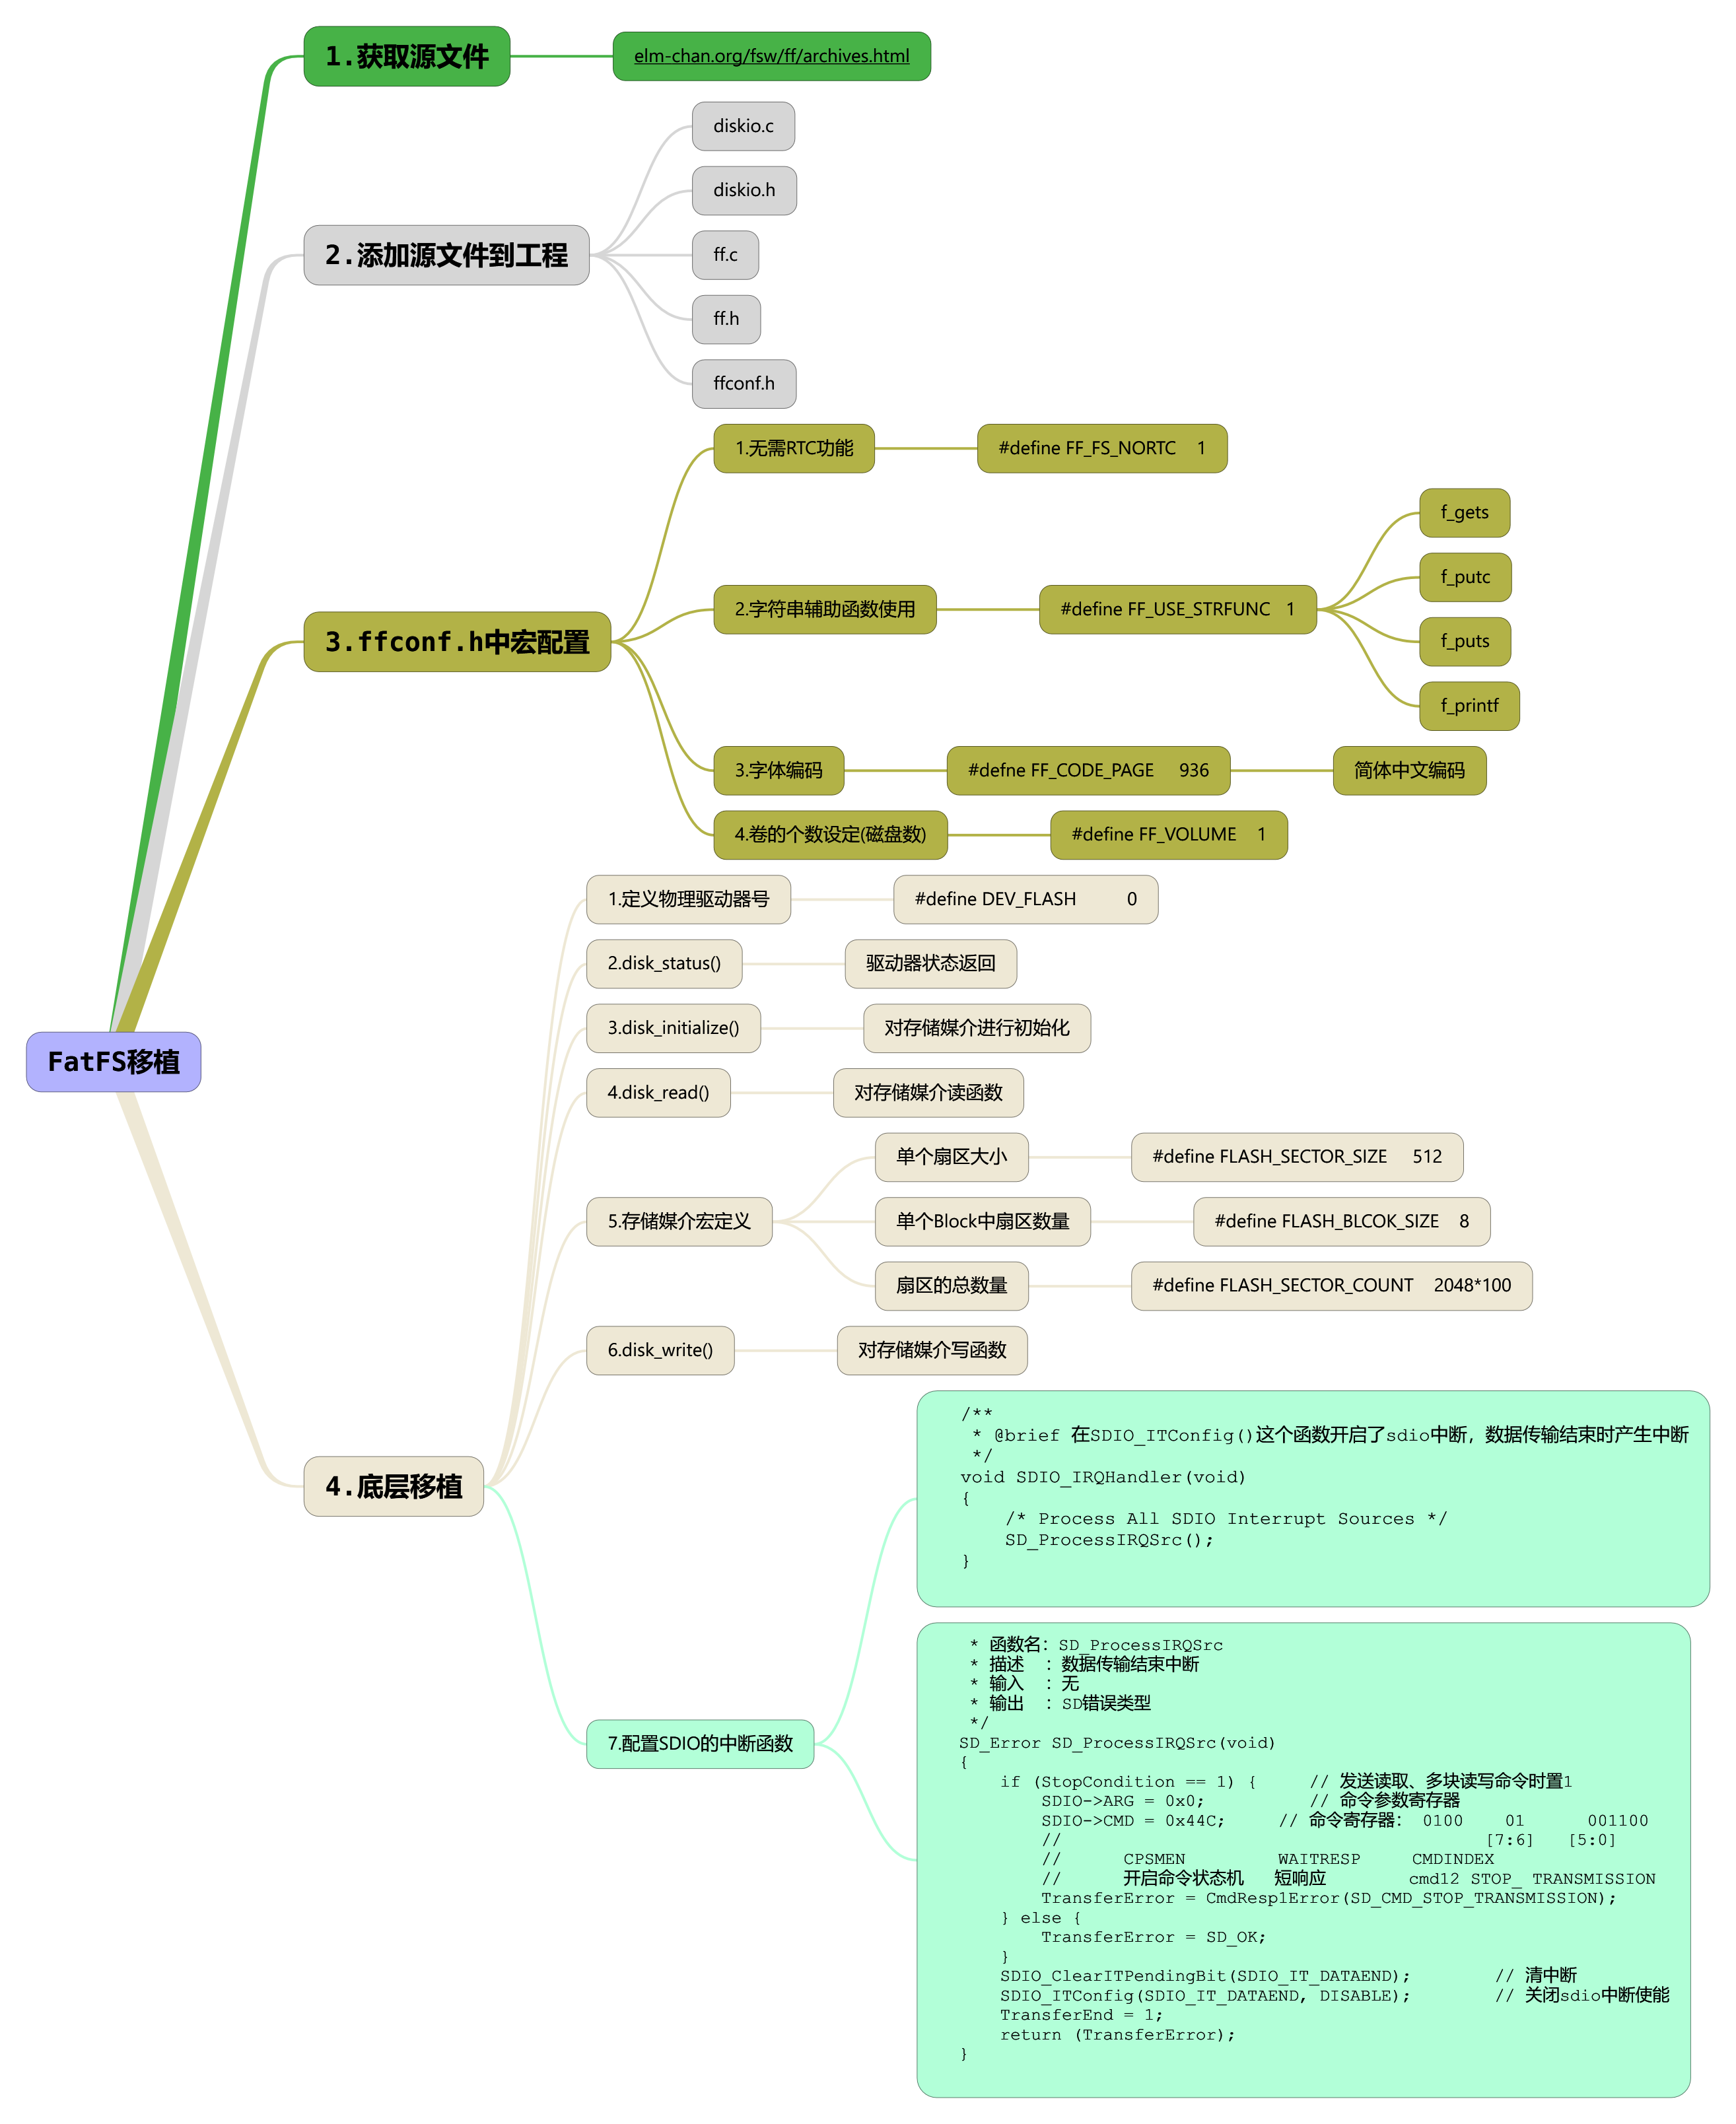 1.获取源文件
elm-chan.org/fsw/ff/archives.html
2.添加源文件到工程
diskio.c
diskio.h
ff.c
ff.h
ffconf.h
3.ffconf.h中宏配置
1.无需RTC功能
#define FF_FS_NORTC 1
2.字符串辅助函数使用
#define FF_USE_STRFUNC 1
f_gets
f_putc
f_puts
f_printf
3.字体编码
#defne FF_CODE_PAGE 936
简体中文编码
4.卷的个数设定(磁盘数)
#define FF_VOLUME 1
FatFS移植
4.底层移植
1.定义物理驱动器号
#define DEV_FLASH 0
2.disk_status()
驱动器状态返回
3.disk_initialize()
对存储媒介进行初始化
4.disk_read()
对存储媒介读函数
5.存储媒介宏定义
单个扇区大小
#define FLASH_SECTOR_SIZE 512
单个Block中扇区数量
#define FLASH_BLCOK_SIZE 8
扇区的总数量
#define FLASH_SECTOR_COUNT 2048*100
6.disk_write()
对存储媒介写函数
7.配置SDIO的中断函数
/**
 * @brief 在SDIO_ITConfig()这个函数开启了sdio中断，数据传输结束时产生中断
 */
void SDIO_IRQHandler(void)
{
    /* Process All SDIO Interrupt Sources */
    SD_ProcessIRQSrc();
}
 * 函数名：SD_ProcessIRQSrc
 * 描述  ：数据传输结束中断
 * 输入  ：无
 * 输出  ：SD错误类型
 */
SD_Error SD_ProcessIRQSrc(void)
{
    if (StopCondition == 1) {     // 发送读取、多块读写命令时置1
        SDIO->ARG = 0x0;          // 命令参数寄存器
        SDIO->CMD = 0x44C;     // 命令寄存器： 0100    01      001100
        //                                         [7:6]   [5:0]
        //      CPSMEN         WAITRESP     CMDINDEX
        //      开启命令状态机   短响应        cmd12 STOP_ TRANSMISSION
        TransferError = CmdResp1Error(SD_CMD_STOP_TRANSMISSION);
    } else {
        TransferError = SD_OK;
    }
    SDIO_ClearITPendingBit(SDIO_IT_DATAEND);        // 清中断
    SDIO_ITConfig(SDIO_IT_DATAEND, DISABLE);        // 关闭sdio中断使能
    TransferEnd = 1;
    return (TransferError);
}